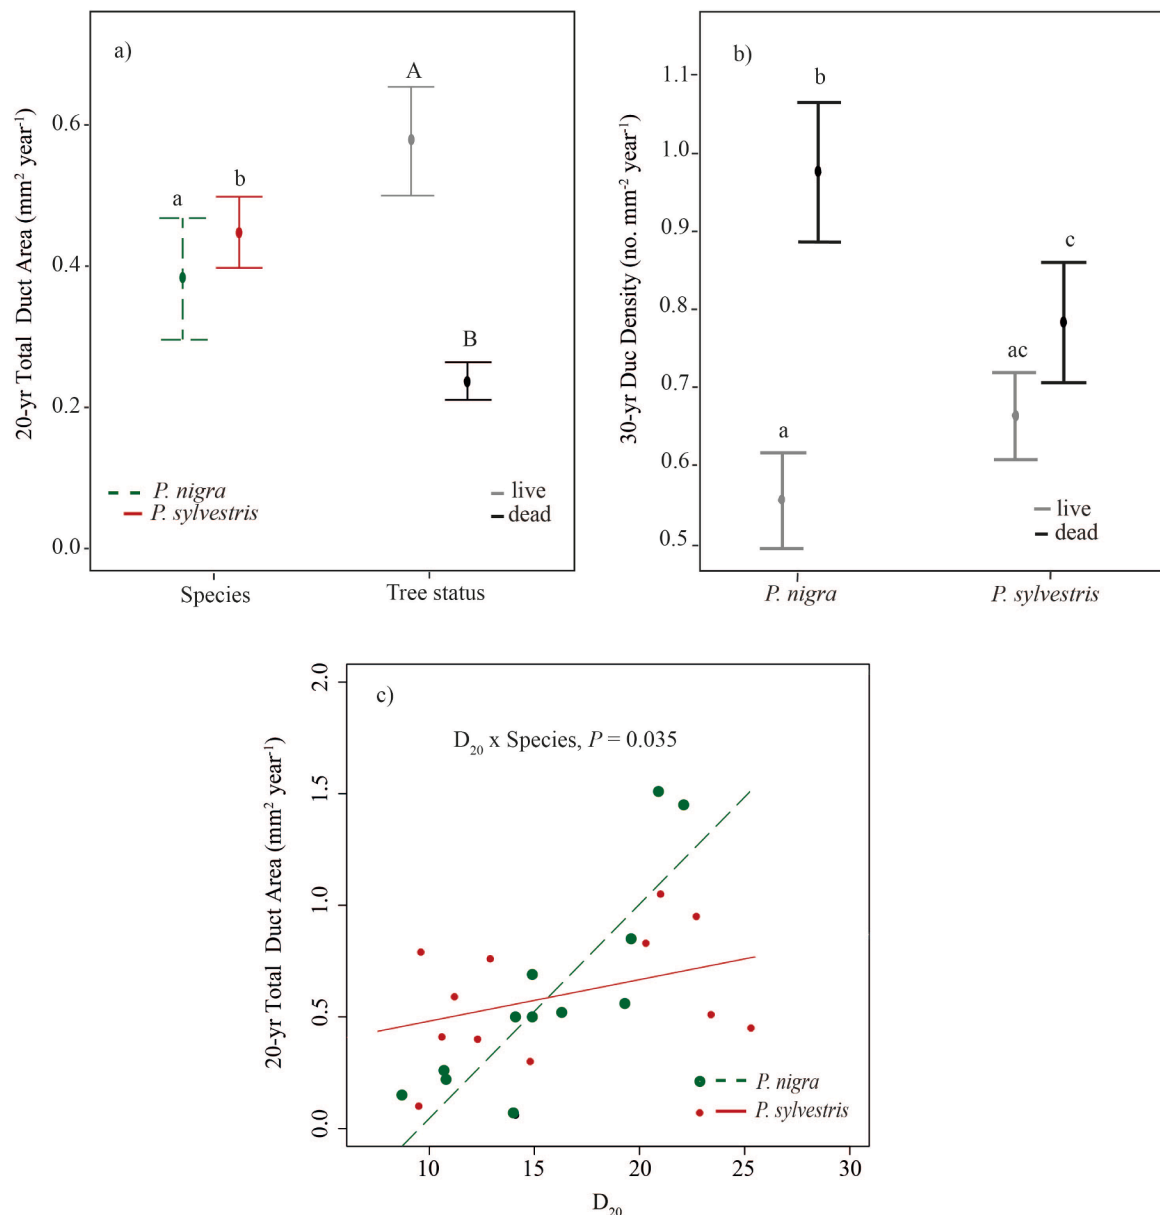 a)
20-yr Total Duct Area (mm² year⁻¹)
0.6
0.4
0.2
0.0
a
b
A
B
P. nigra
P. sylvestris
live
dead
Species
Tree status
b)
30-yr Duc Density (no. mm⁻² year⁻¹)
1.1
1.0
0.9
0.8
0.7
0.6
0.5
a
b
ac
c
live
dead
P. nigra
P. sylvestris
c)
D₂₀ x Species, P = 0.035
20-yr Total Duct Area (mm² year⁻¹)
2.0
1.5
1.0
0.5
0.0
P. nigra
P. sylvestris
10 15 20 25 30
D₂₀